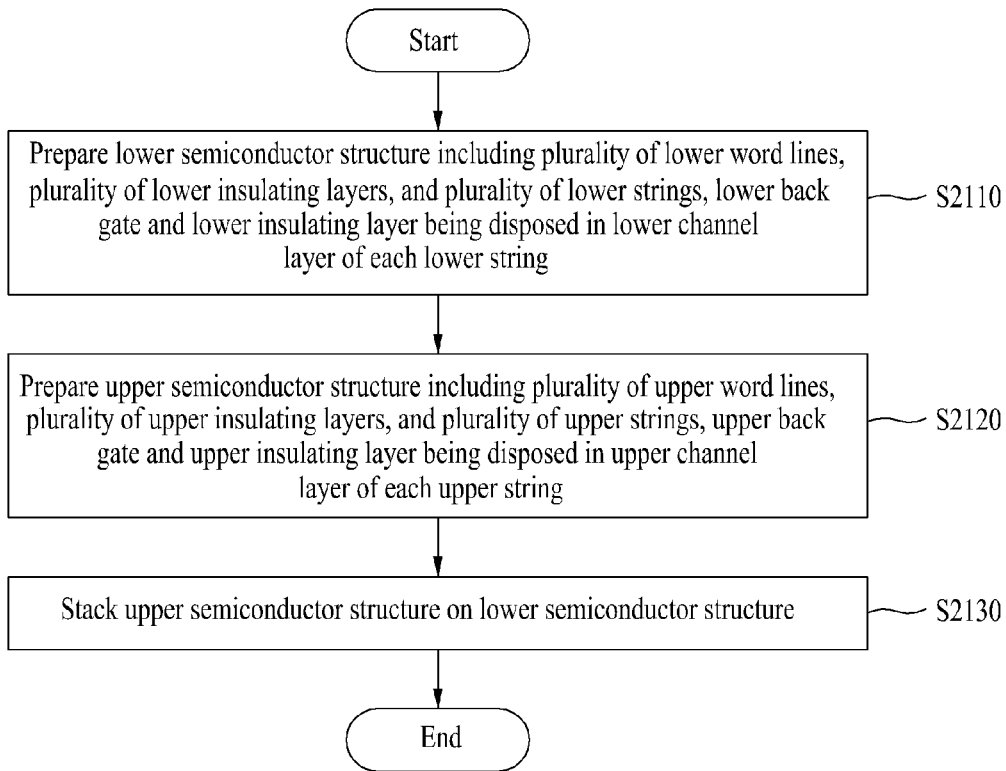 Start
Prepare lower semiconductor structure including plurality of lower word lines,
plurality of lower insulating layers, and plurality of lower strings, lower back
gate and lower insulating layer being disposed in lower channel
layer of each lower string
S2110
Prepare upper semiconductor structure including plurality of upper word lines,
plurality of upper insulating layers, and plurality of upper strings, upper back
gate and upper insulating layer being disposed in upper channel
layer of each upper string
S2120
Stack upper semiconductor structure on lower semiconductor structure
S2130
End